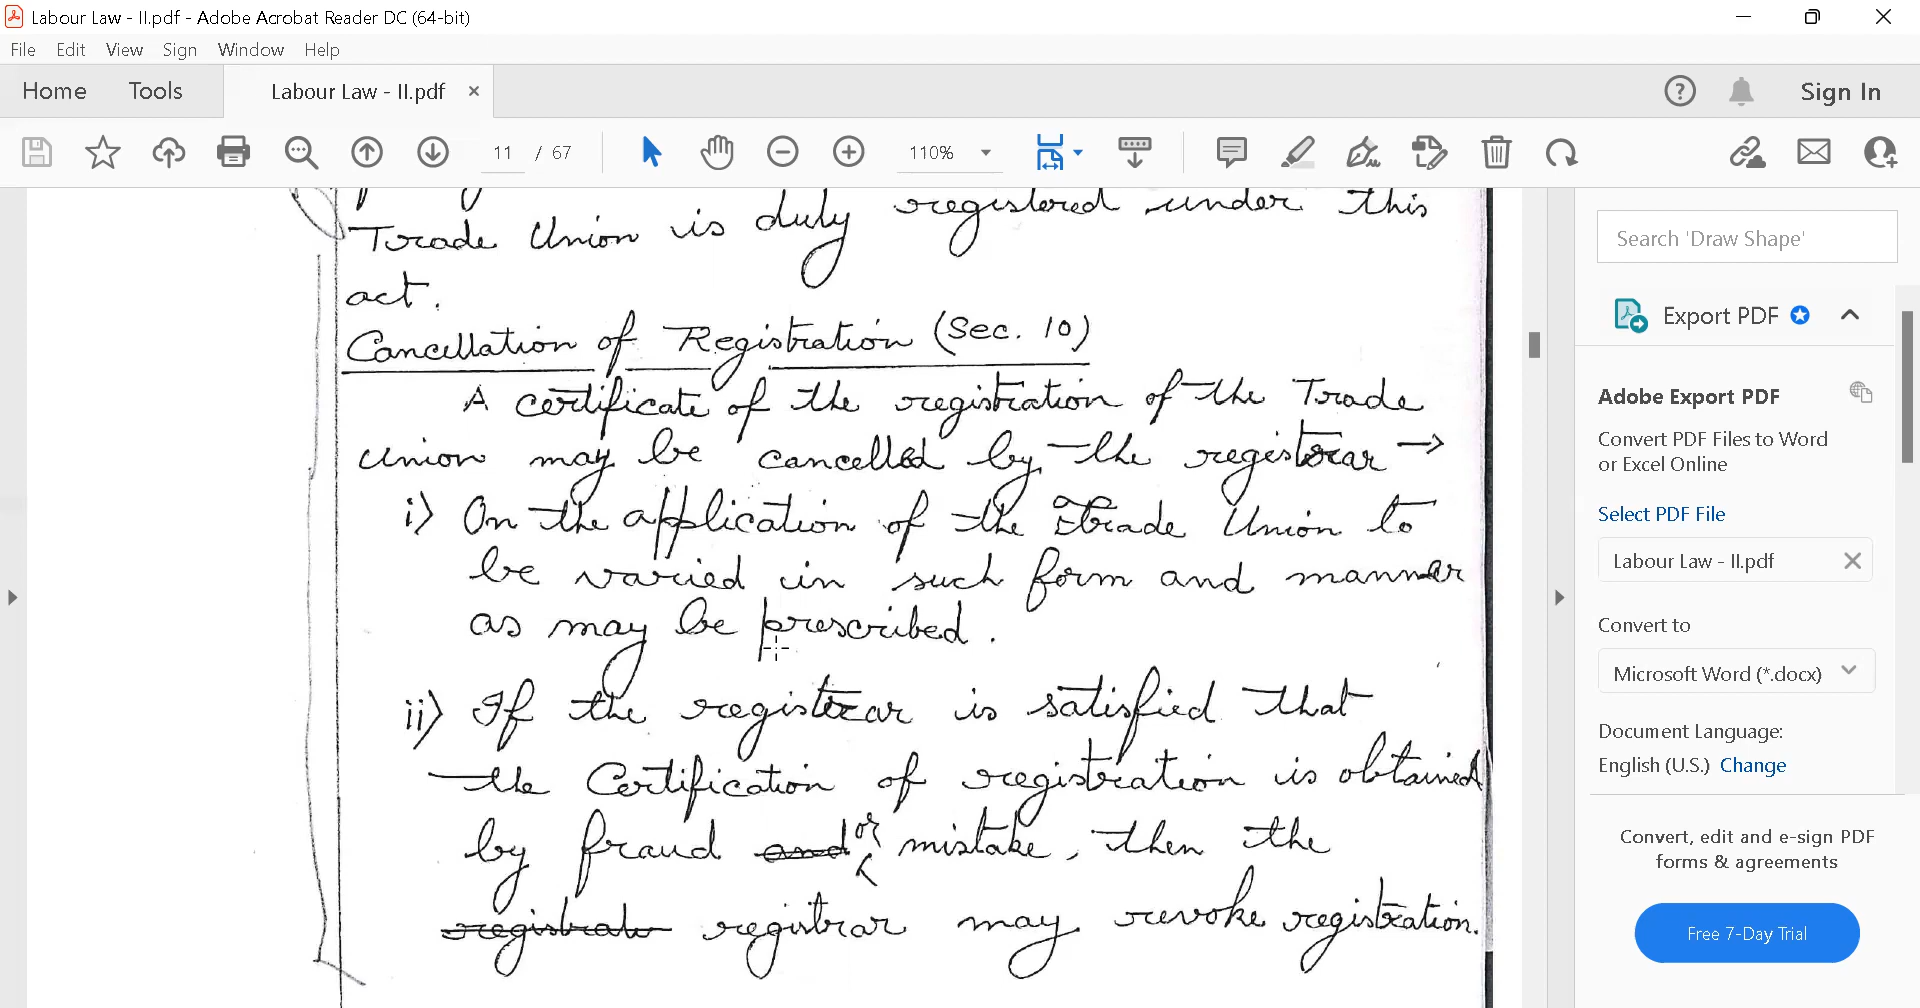 Labour Law - II.pdf - Adobe Acrobat Reader DC (64-bit)
File Edit View Sign Window Help
Home Tools Labour Law - II.pdf × Sign In
11 / 67 110%
Trade Union is duly registered under this
act.
Cancellation of Registration (Sec. 10)
A certificate of the registration of the Trade
union may be cancelled by the registrar →
i) On the application of the Trade Union to
be varied in such form and manner
as may be prescribed.
ii) If the registrar is satisfied that
the Certification of registration is obtained
by fraud and or mistake, then the
registrar may revoke registration.
Search 'Draw Shape'
Export PDF
Adobe Export PDF
Convert PDF Files to Word
or Excel Online
Select PDF File
Labour Law - II.pdf
Convert to
Microsoft Word (*.docx)
Document Language:
English (U.S.) Change
Convert, edit and e-sign PDF
forms & agreements
Free 7-Day Trial